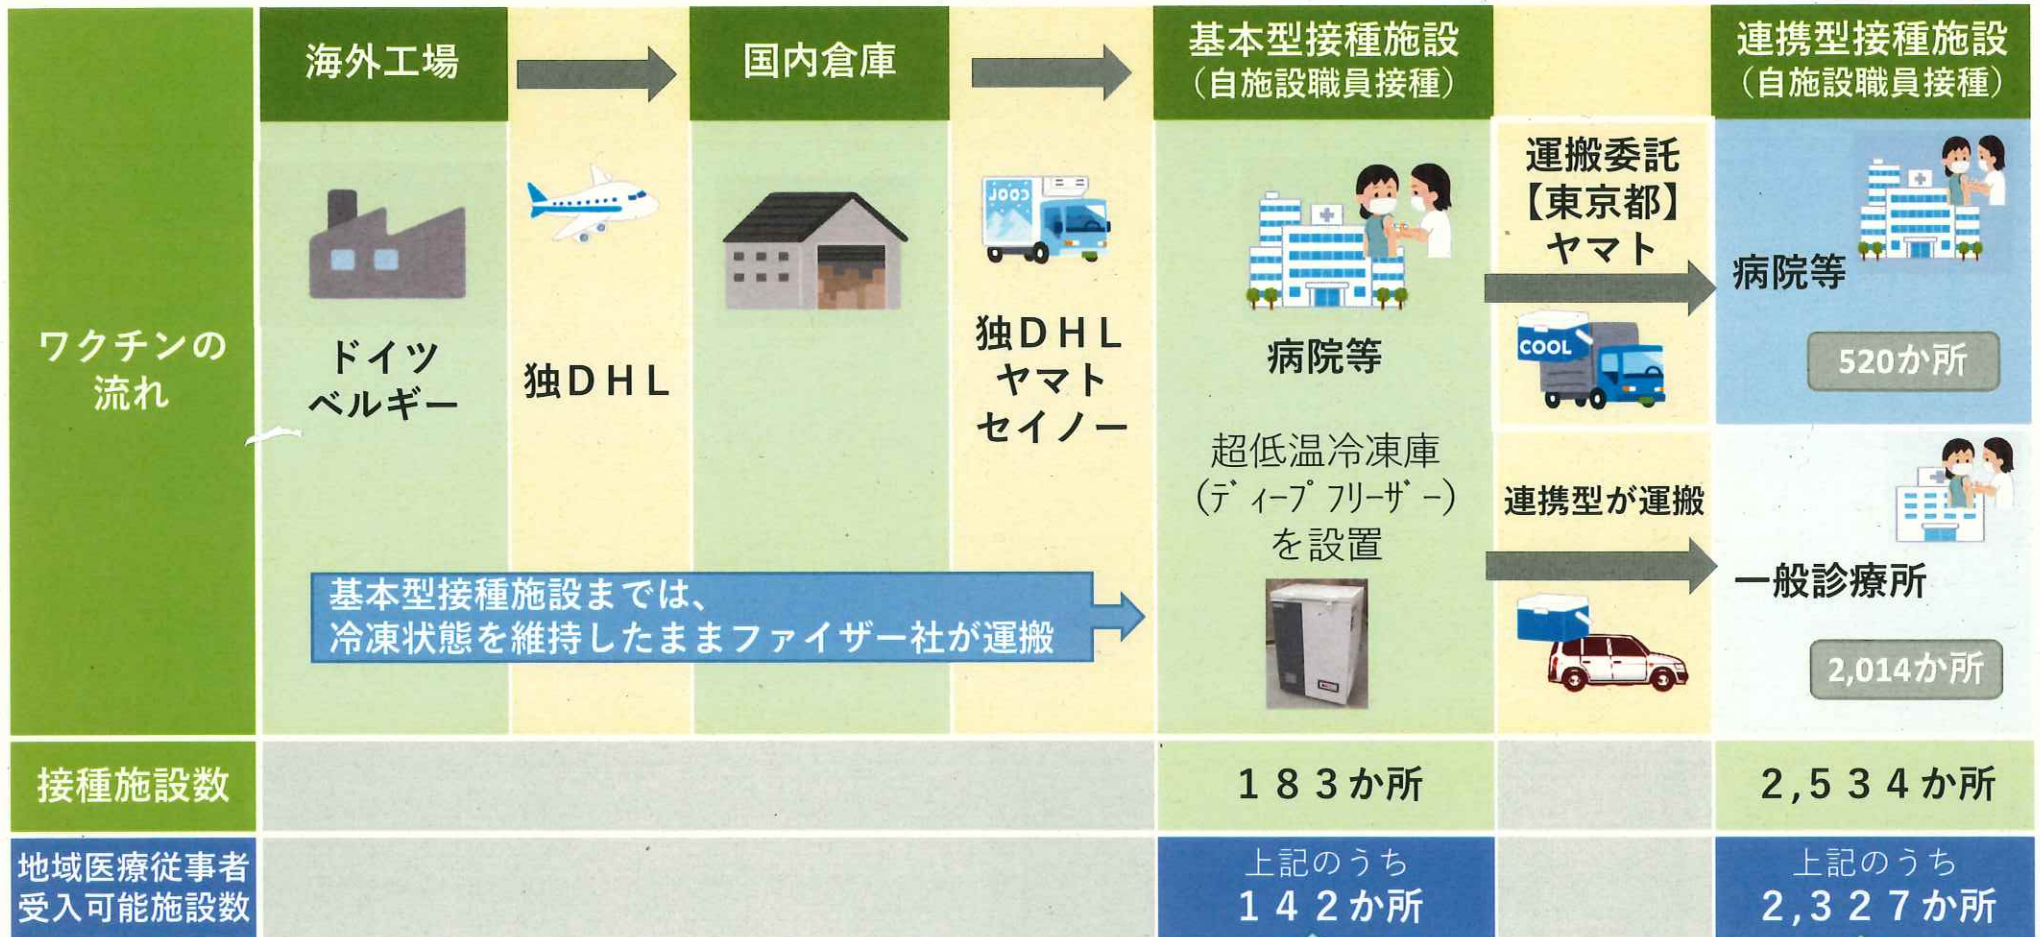 海外工場
国内倉庫
基本型接種施設
(自施設職員接種)
連携型接種施設
(自施設職員接種)
ワクチンの
流れ
ドイツ
ベルギー
独DHL
COOL
独DHL
ヤマト
セイノー
病院等
超低温冷凍庫
(ディープフリーザー)
を設置
運搬委託
【東京都】
ヤマト
COOL
連携型が運搬
病院等
520か所
一般診療所
2,014か所
基本型接種施設までは、
冷凍状態を維持したままファイザー社が運搬
接種施設数
183か所
2,534か所
地域医療従事者
受入可能施設数
上記のうち
142か所
上記のうち
2,327か所